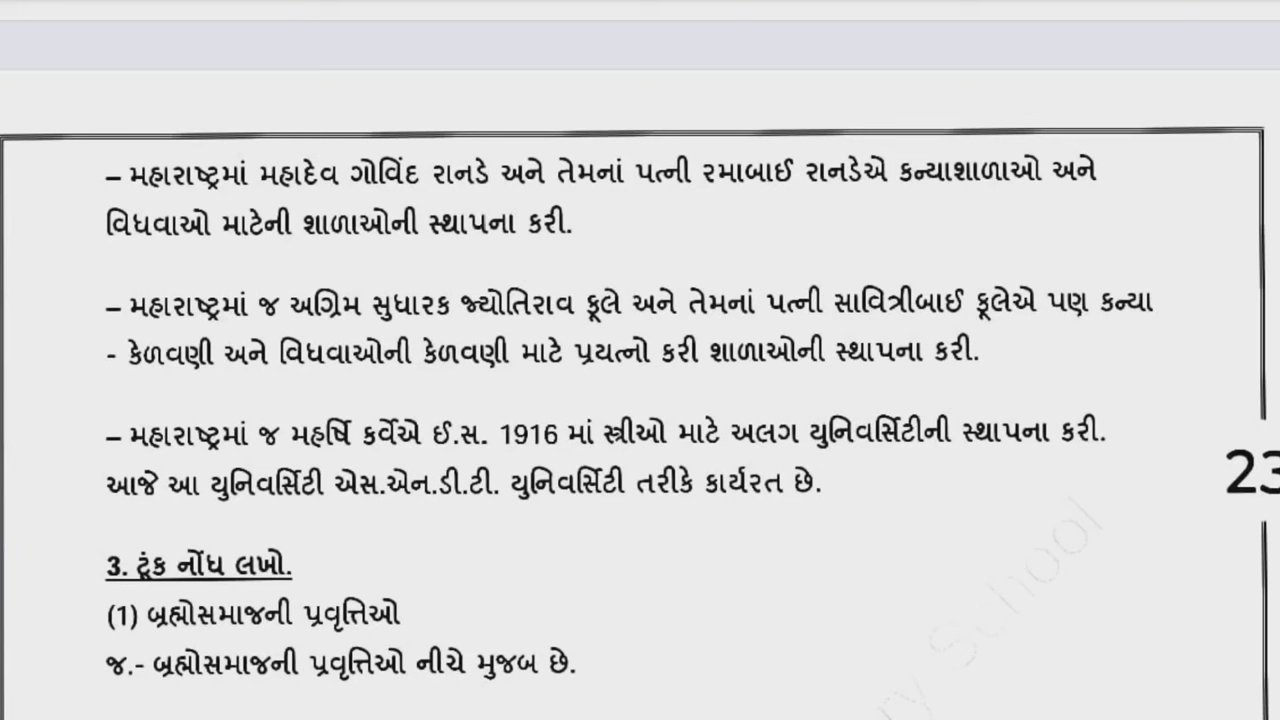 – મહારાષ્ટ્રમાં મહાદેવ ગોવિંદ રાનડે અને તેમનાં પત્ની રમાબાઈ રાનડેએ કન્યાશાળાઓ અને
વિધવાઓ માટેની શાળાઓની સ્થાપના કરી.
– મહારાષ્ટ્રમાં જ અગ્રિમ સુધારક જ્યોતિરાવ ફૂલે અને તેમનાં પત્ની સાવિત્રીબાઈ ફૂલેએ પણ કન્યા
- કેળવણી અને વિધવાઓની કેળવણી માટે પ્રયત્નો કરી શાળાઓની સ્થાપના કરી.
– મહારાષ્ટ્રમાં જ મહર્ષિ કર્વેએ ઈ.સ. 1916 માં સ્ત્રીઓ માટે અલગ યુનિવર્સિટીની સ્થાપના કરી.
આજે આ યુનિવર્સિટી એસ.એન.ડી.ટી. યુનિવર્સિટી તરીકે કાર્યરત છે.
23
3. ટૂંક નોંધ લખો.
(1) બ્રહ્મોસમાજની પ્રવૃત્તિઓ
જ.- બ્રહ્મોસમાજની પ્રવૃત્તિઓ નીચે મુજબ છે.
School